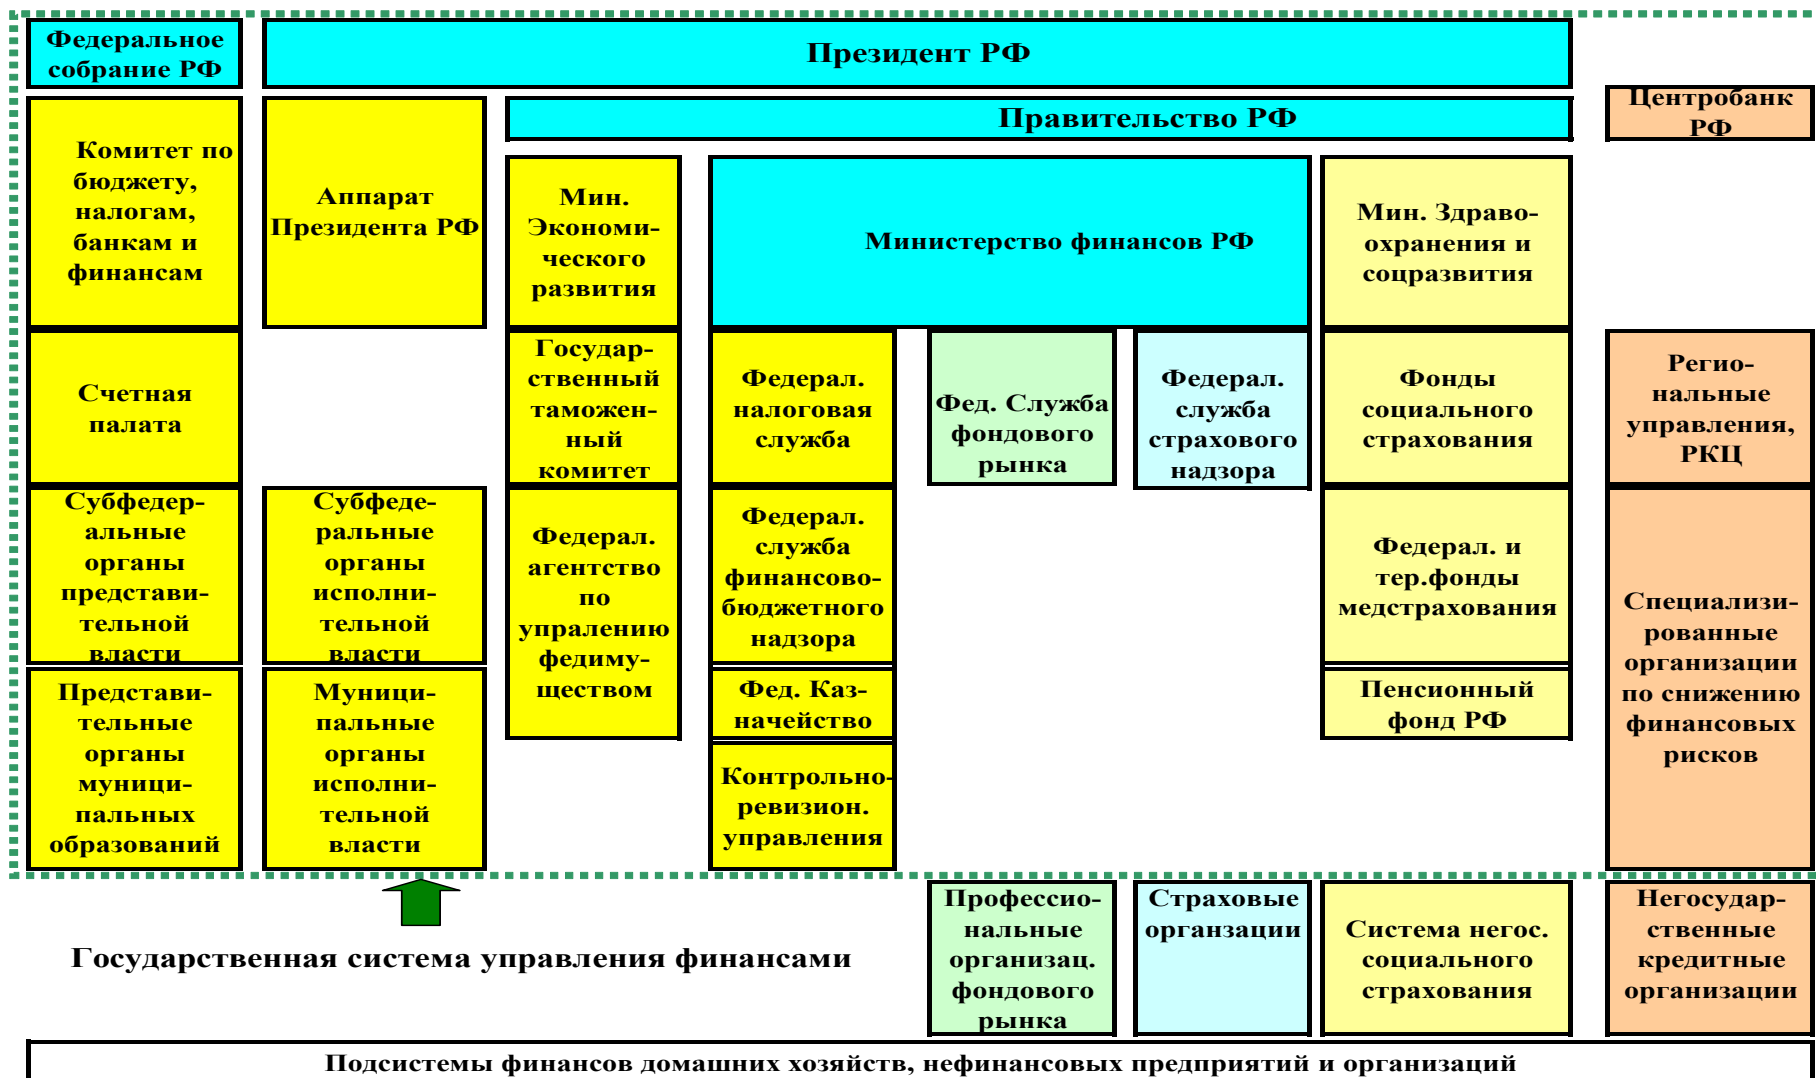 Федеральное
собрание РФ
Президент РФ
Правительство РФ
Центробанк
РФ
Комитет по
бюджету,
налогам,
банкам и
финансам
Аппарат
Президента РФ
Мин.
Экономи-
ческого
развития
Министерство финансов РФ
Мин. Здраво-
охранения и
соцразвития
Счетная
палата
Государ-
ственный
таможен-
ный
комитет
Федерал.
налоговая
служба
Фед. Служба
фондового
рынка
Федерал.
служба
страхового
надзора
Фонды
социального
страхования
Регио-
нальные
управления,
РКЦ
Субфедер-
альные
органы
представи-
тельной
власти
Субфеде-
ральные
органы
исполни-
тельной
власти
Федерал.
агентство
по
упралению
федиму-
ществом
Федерал.
служба
финансово-
бюджетного
надзора
Федерал. и
тер.фонды
медстрахования
Специализи-
рованные
организации
по снижению
финансовых
рисков
Представи-
тельные
органы
муници-
пальных
образований
Муници-
пальные
органы
исполни-
тельной
власти
Фед. Каз-
начейство
Пенсионный
фонд РФ
Контрольно-
ревизион.
управления
Государственная система управления финансами
Профессио-
нальные
организац.
фондового
рынка
Страховые
органзации
Система негос.
социального
страхования
Негосудар-
ственные
кредитные
организации
Подсистемы финансов домашних хозяйств, нефинансовых предприятий и организаций